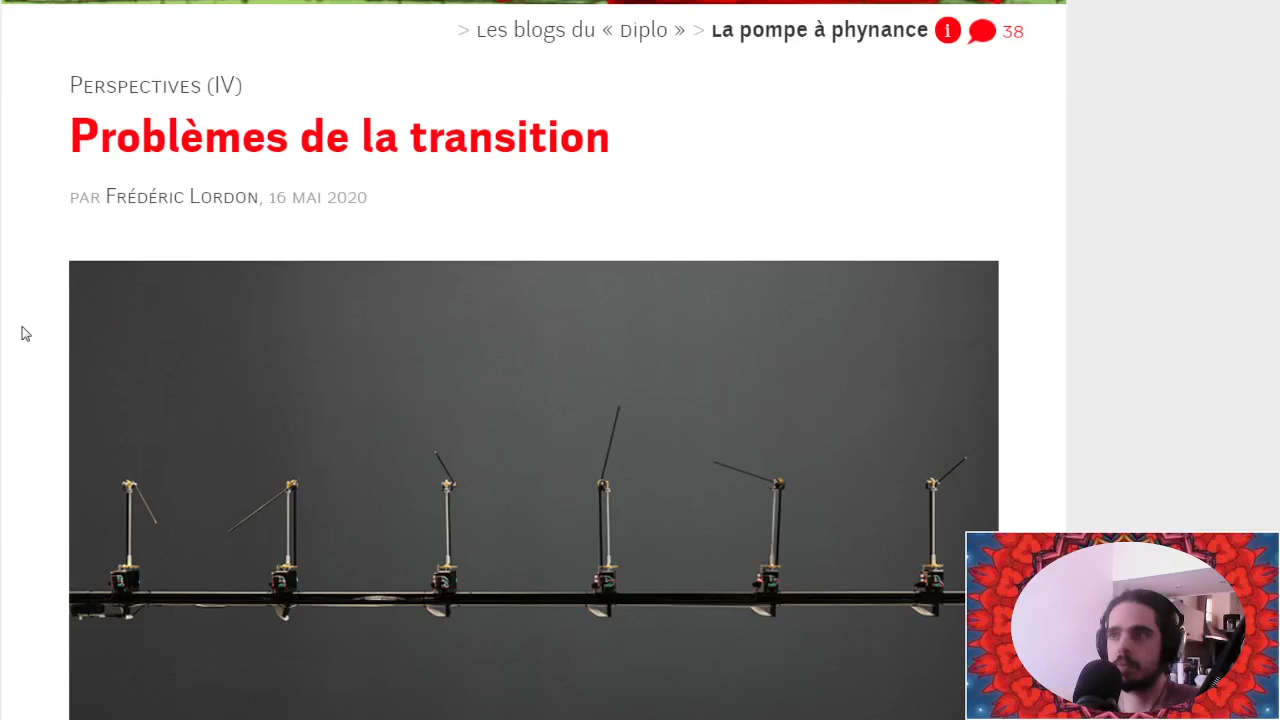 > Les blogs du « Diplo » > La pompe à phynance i 38
Perspectives (IV)
Problèmes de la transition
par Frédéric Lordon, 16 mai 2020